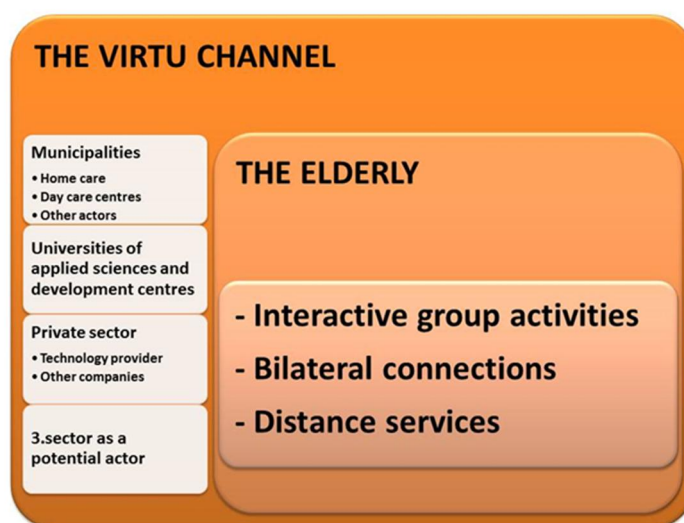 THE VIRTU CHANNEL
Municipalities
• Home care
• Day care centres
• Other actors
Universities of
applied sciences and
development centres
Private sector
• Technology provider
• Other companies
3.sector as a
potential actor
THE ELDERLY
- Interactive group activities
- Bilateral connections
- Distance services